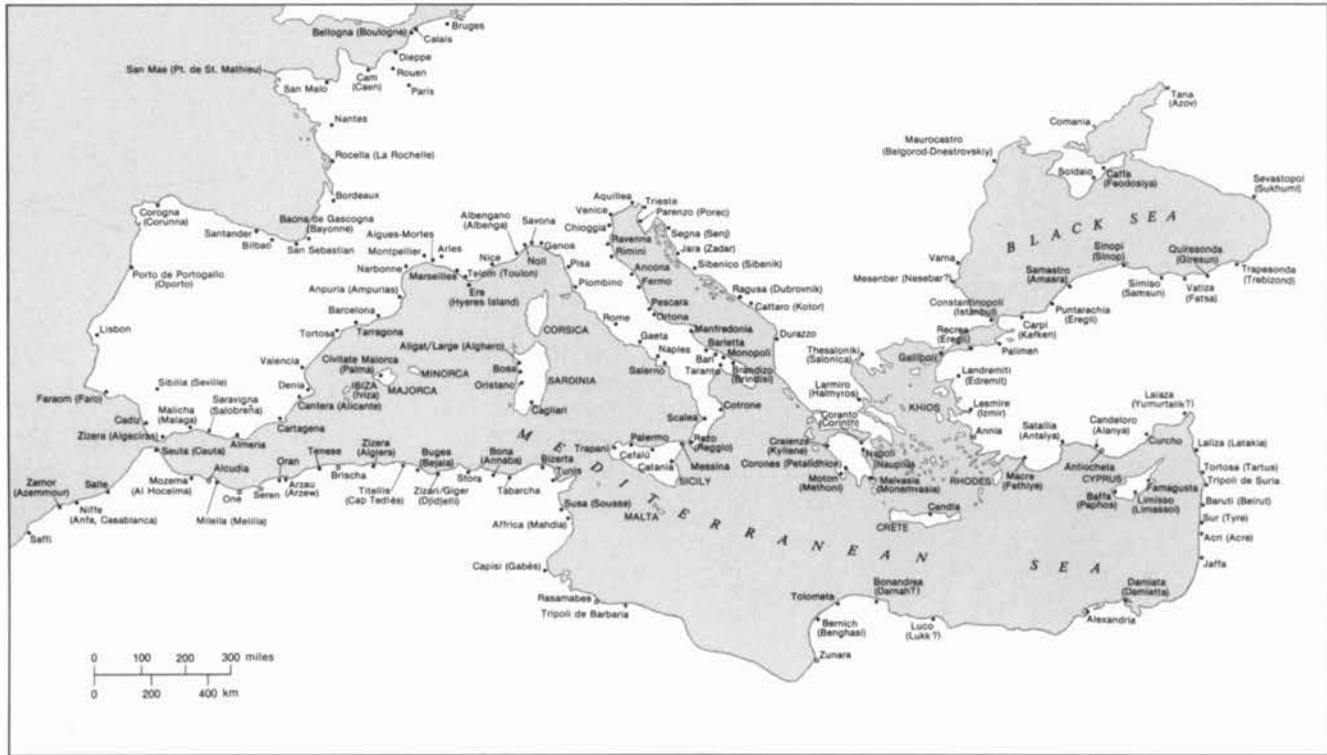 Bellogna (Boulogne)
Bruges
Calais
Dieppe
San Mae (Pt. de St. Mathieu)
Cam
(Caen)
Rouen
San Malo
Paris
Nantes
Rocella (La Rochelle)
Bordeaux
Corogna
(Corunna)
Santander
Bilbao
San Sebastian
Baona de Gascogna
(Bayonne)
Porto de Portogallo
(Oporto)
Lisbon
Faraom (Faro)
Sibilia (Seville)
Cadiz
Zizera (Algeciras)
Malicha
(Malaga)
Saravigna
(Salobreña)
Almeria
Cartagena
Cantera (Alicante)
Denia
Valencia
Tortosa
Tarragona
Barcelona
Anpuria (Ampurias)
Narbonne
Montpellier
Aigues-Mortes
Arles
Marseilles
Telom (Toulon)
Ere
(Hyeres Island)
Nice
Albengano
(Albenga)
Savona
Noli
Genoa
Pisa
Piombino
Rome
Gaeta
Naples
Salerno
Scalea
Cotrone
Rezo
(Reggio)
Messina
Palermo
Trapani
Cefalù
Catania
SICILY
MALTA
CORSICA
Aligat/Large (Alghero)
Bosa
Oristano
SARDINIA
Cagliari
Civitate Maiorca
(Palma)
MINORCA
MAJORCA
IBIZA
(Iviza)
Aquillea
Trieste
Venice
Parenzo (Porec)
Chioggia
Segna (Senj)
Ravenna
Rimini
Jara (Zadar)
Sibenico (Sibenik)
Ancona
Fermo
Ragusa (Dubrovnik)
Cattaro (Kotor)
Pescara
Ortona
Manfredonia
Durazzo
Barletta
Bari
Monopoli
Taranto
Brandizo
(Brindisi)
Thessaloniki
(Salonica)
Larmiro
(Halmyros)
Coranto
(Corinth)
Craienza
(Kyllene)
Napoli
(Nauplia)
Corones (Petalidhion)
Moton
(Methoni)
Malvasia
(Monemvasia)
KHIOS
RHODES
Candia
CRETE
Gallipoli
Recrea
(Eregli)
Constantinopoli
(Istanbul)
Mesenber (Nesebar?)
Varna
Maurocastro
(Belgorod-Dnestrovskiy)
Comania
Tana
(Azov)
Soldaio
Caffa
(Feodosiya)
Sevastopol
(Sukhumi)
BLACK SEA
Sinopi
(Sinop)
Quiresonda
(Giresun)
Samastro
(Amasra)
Simiso
(Samsun)
Vatiza
(Fatsa)
Trapesonda
(Trebizond)
Puntarachia
(Eregli)
Carpi
(Kefken)
Palimen
Landremiti
(Edremit)
Lesmire
(Izmir)
Annia
Satailia
(Antalya)
Macre
(Fethiye)
Candeloro
(Alanya)
Antiocheta
Curcho
Laiaza
(Yumurtalik?)
CYPRUS
Baffa
(Paphos)
Limisso
(Limassol)
Famagusta
Laliza (Latakia)
Tortosa (Tartus)
Tripoli de Suria
Baruti (Beirut)
Sur (Tyre)
Acri (Acre)
Jaffa
Damiata
(Damietta)
Alexandria
Luco
(Lukk?)
Bonandrea
(Darnah?)
Tolometa
Bernich
(Benghasi)
Zunara
Tripoli de Barbaria
Rasamabes
Capisi (Gabès)
Affrica (Mahdia)
Susa (Sousse)
Tunis
Bizerta
Tabarcha
Bona
(Annaba)
Stora
Zizari/Giger
(Djidjelli)
Bugea
(Bejaia)
Titellis
(Cap Tedlés)
Zizera
(Algiers)
Brischa
Tenese
Arzau
(Arzew)
Oran
Seren
One
Milella (Melilla)
Alcudia
Mozema
(Al Hoceima)
Sauta (Ceuta)
Salle
Zamor
(Azemmour)
Niffe
(Anfa, Casablanca)
Saffi
MEDITERRANEAN SEA
0 100 200 300 miles
0 200 400 km